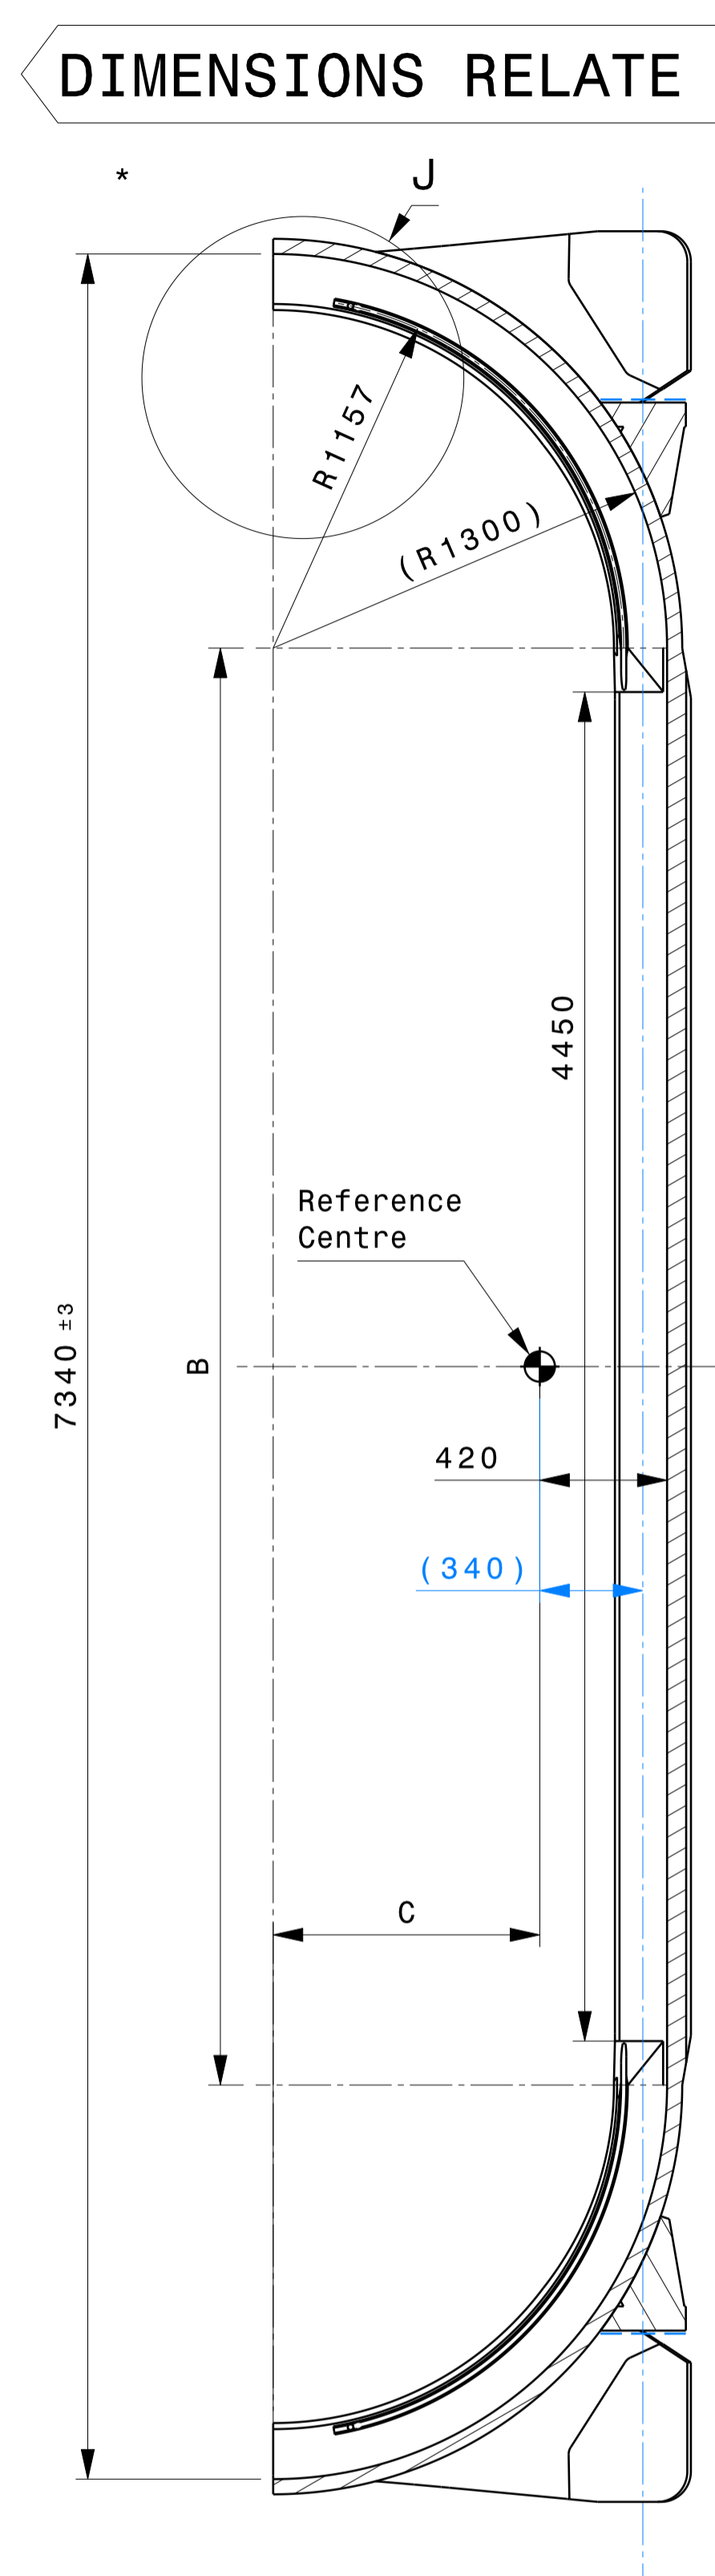 DIMENSIONS RELATE
*
J
R1157
(R1300)
4450
Reference
Centre
7340 ±3
B
420
(340)
C